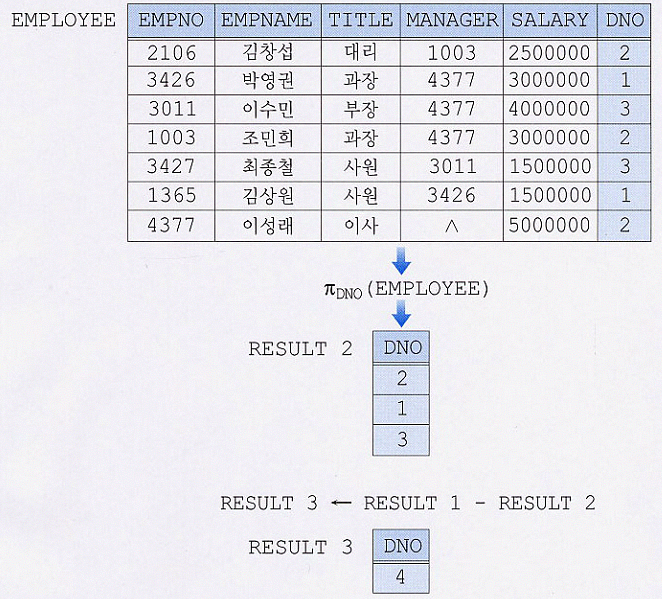 EMPLOYEE EMPNO EMPNAME TITLE MANAGER SALARY DNO
2106 김창섭 대리 1003 2500000 2
3426 박영권 과장 4377 3000000 1
3011 이수민 부장 4377 4000000 3
1003 조민희 과장 4377 3000000 2
3427 최종철 사원 3011 1500000 3
1365 김상원 사원 3426 1500000 1
4377 이성래 이사 ∧ 5000000 2
πDNO(EMPLOYEE)
RESULT 2 DNO
2
1
3
RESULT 3 ← RESULT 1 - RESULT 2
RESULT 3 DNO
4